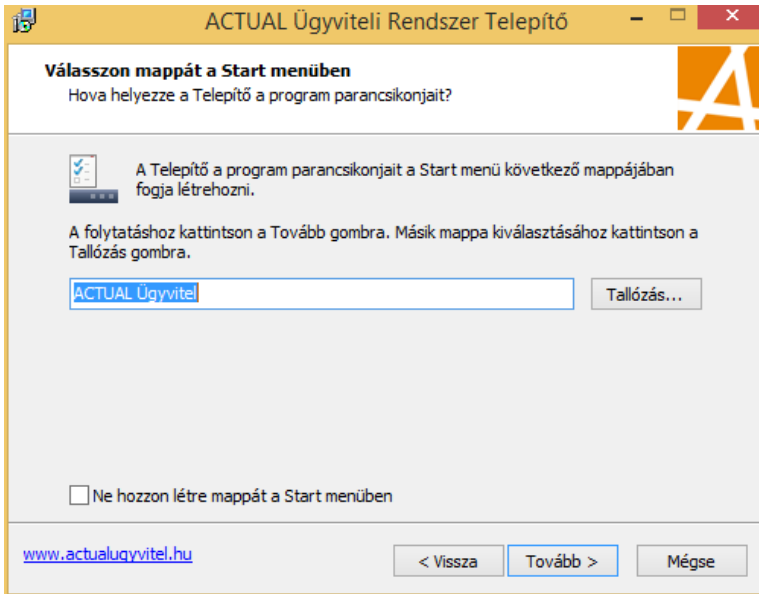 ACTUAL Ügyviteli Rendszer Telepítő
Válasszon mappát a Start menüben
Hova helyezze a Telepítő a program parancsikonjait?
A Telepítő a program parancsikonjait a Start menü következő mappájában
fogja létrehozni.
A folytatáshoz kattintson a Tovább gombra. Másik mappa kiválasztásához kattintson a
Tallózás gombra.
ACTUAL Ügyvitel
Tallózás...
Ne hozzon létre mappát a Start menüben
www.actualugyvitel.hu
< Vissza
Tovább >
Mégse